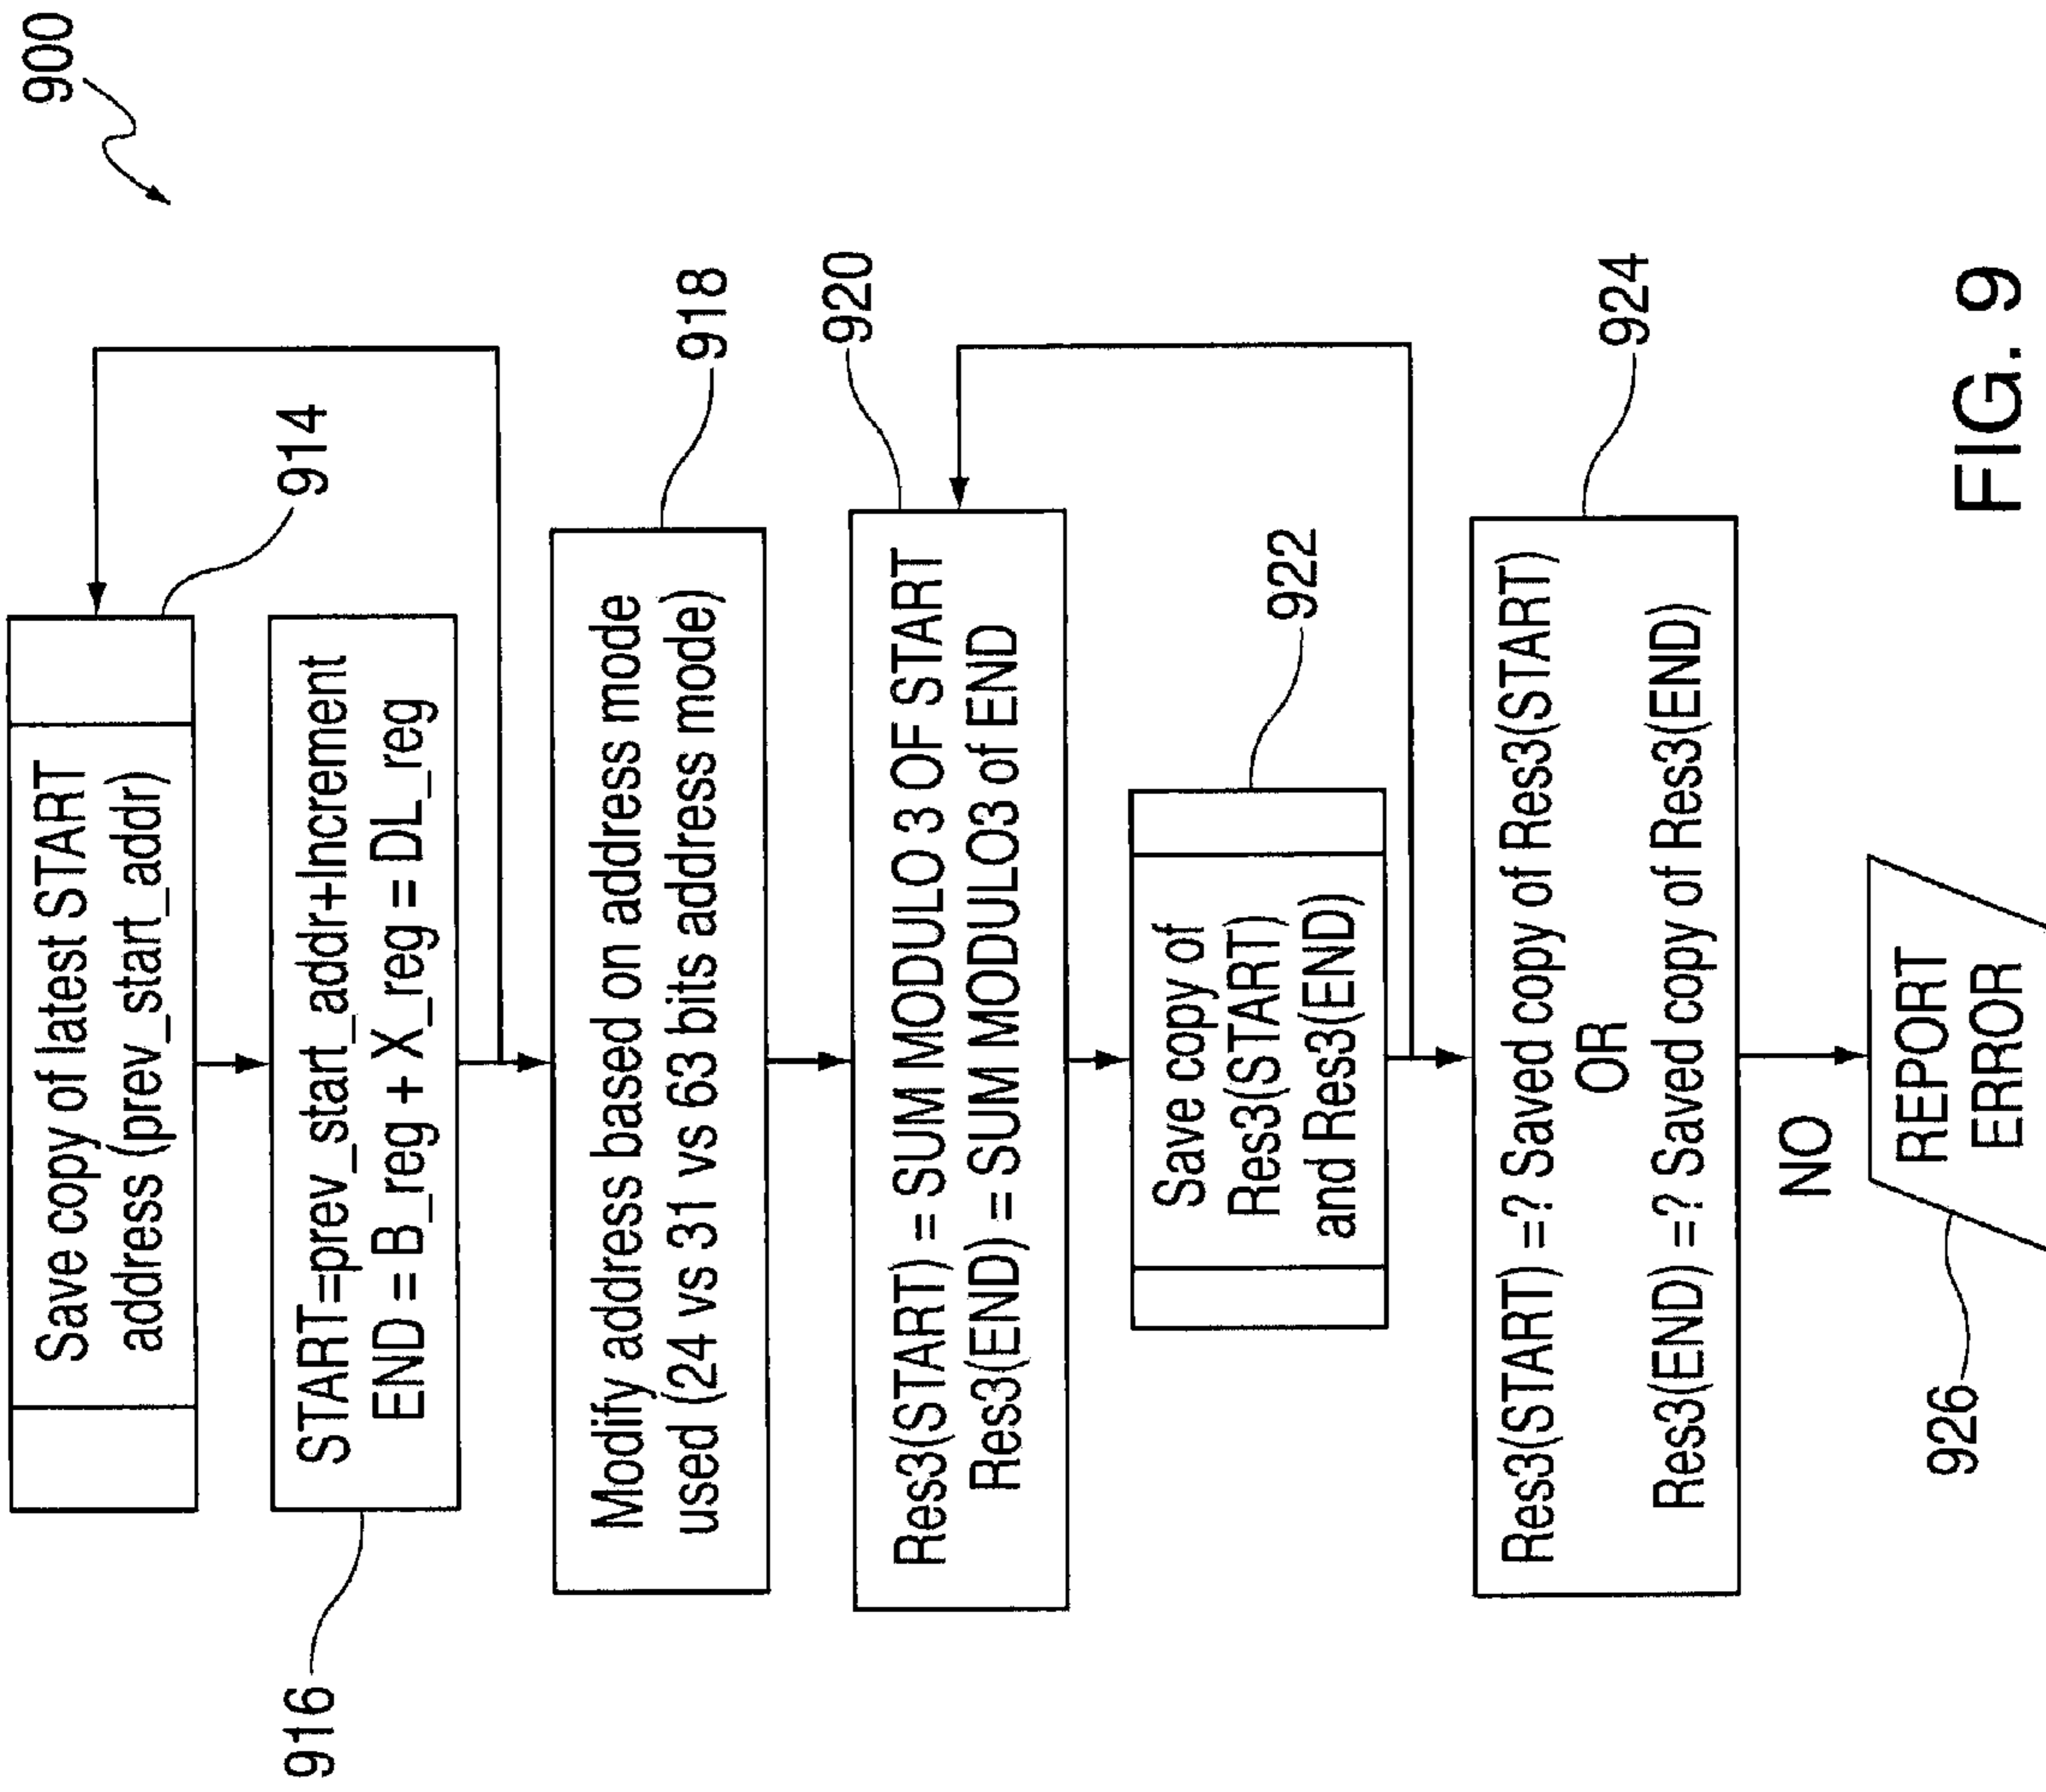 900
Save copy of latest START
address (prev_start_addr)
914
START=prev_start_addr+Increment
END = B_reg + X_reg = DL_reg
916
Modify address based on address mode
used (24 vs 31 vs 63 bits address mode)
918
Res3(START) = SUM MODULO 3 OF START
Res3(END) = SUM MODULO3 of END
920
Save copy of
Res3(START)
and Res3(END)
922
Res3(START) =? Saved copy of Res3(START)
OR
Res3(END) =? Saved copy of Res3(END)
924
NO
REPORT
ERROR
926
FIG. 9